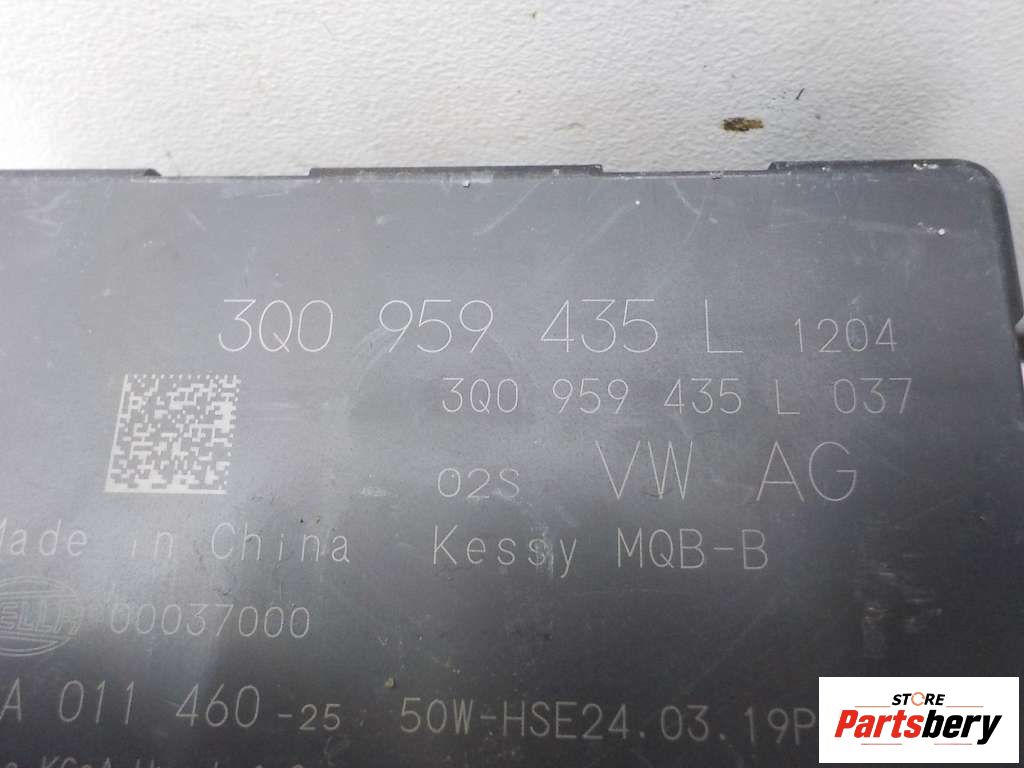 3Q0 959 435 L 1204
3Q0 959 435 L 037
02S VW AG
Made in China Kessy MQB-B
HELLA 00037000
A 011 460 -25 50W-HSE24.03.19P
STORE
Partsbery